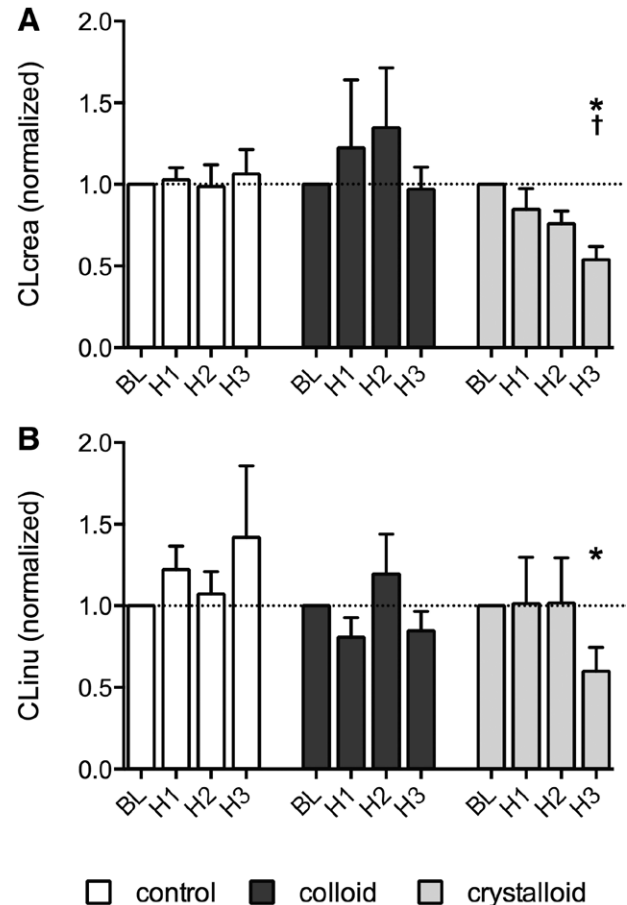 A
CLcrea (normalized)
2.0
1.5
1.0
0.5
0.0
*
†
BL H1 H2 H3 BL H1 H2 H3 BL H1 H2 H3
B
CLinu (normalized)
2.0
1.5
1.0
0.5
0.0
*
BL H1 H2 H3 BL H1 H2 H3 BL H1 H2 H3
control colloid crystalloid